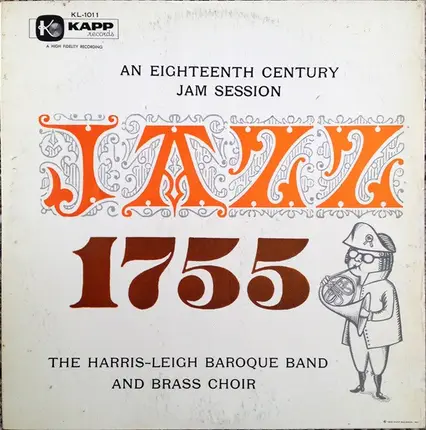 KL-1011
K
KAPP
records
A HIGH FIDELITY RECORDING
AN EIGHTEENTH CENTURY
JAM SESSION
JAZZ
1755
THE HARRIS-LEIGH BAROQUE BAND
AND BRASS CHOIR